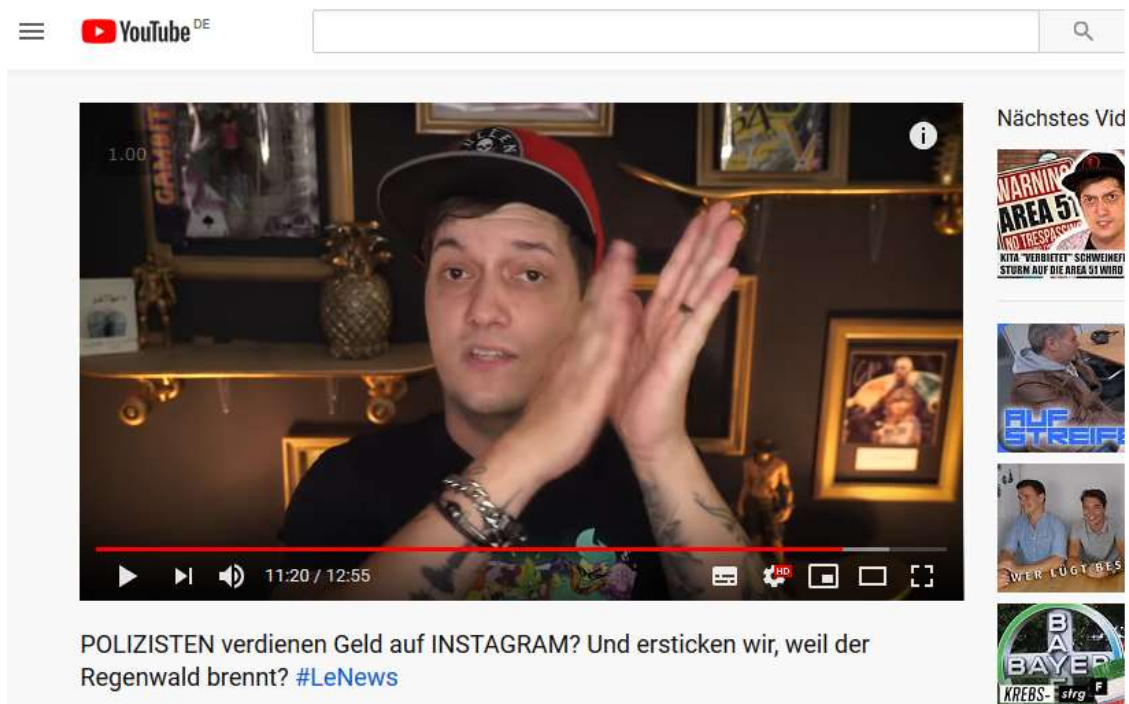 YouTube DE
Nächstes Vid
1.00
GAMBIT
WARNING
AREA 51
NO TRESPASSING
KITA "VERBIETET" SCHWEINEFL
STURM AUF DIE AREA 51 WIRD
AUF
STREIFE
WER LÜGT BES
BAYER
BAYER
KREBS-
strg F
11:20 / 12:55
HD
POLIZISTEN verdienen Geld auf INSTAGRAM? Und ersticken wir, weil der
Regenwald brennt? #LeNews